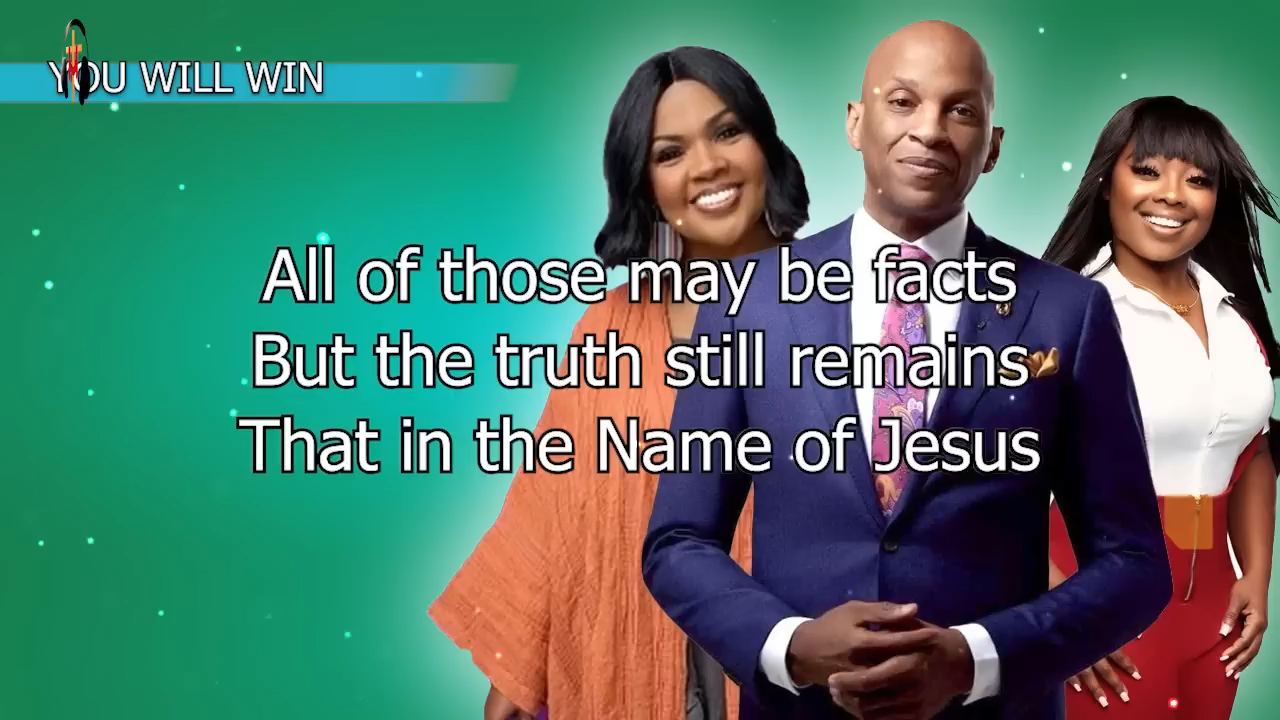 YOU WILL WIN
All of those may be facts
But the truth still remains
That in the Name of Jesus